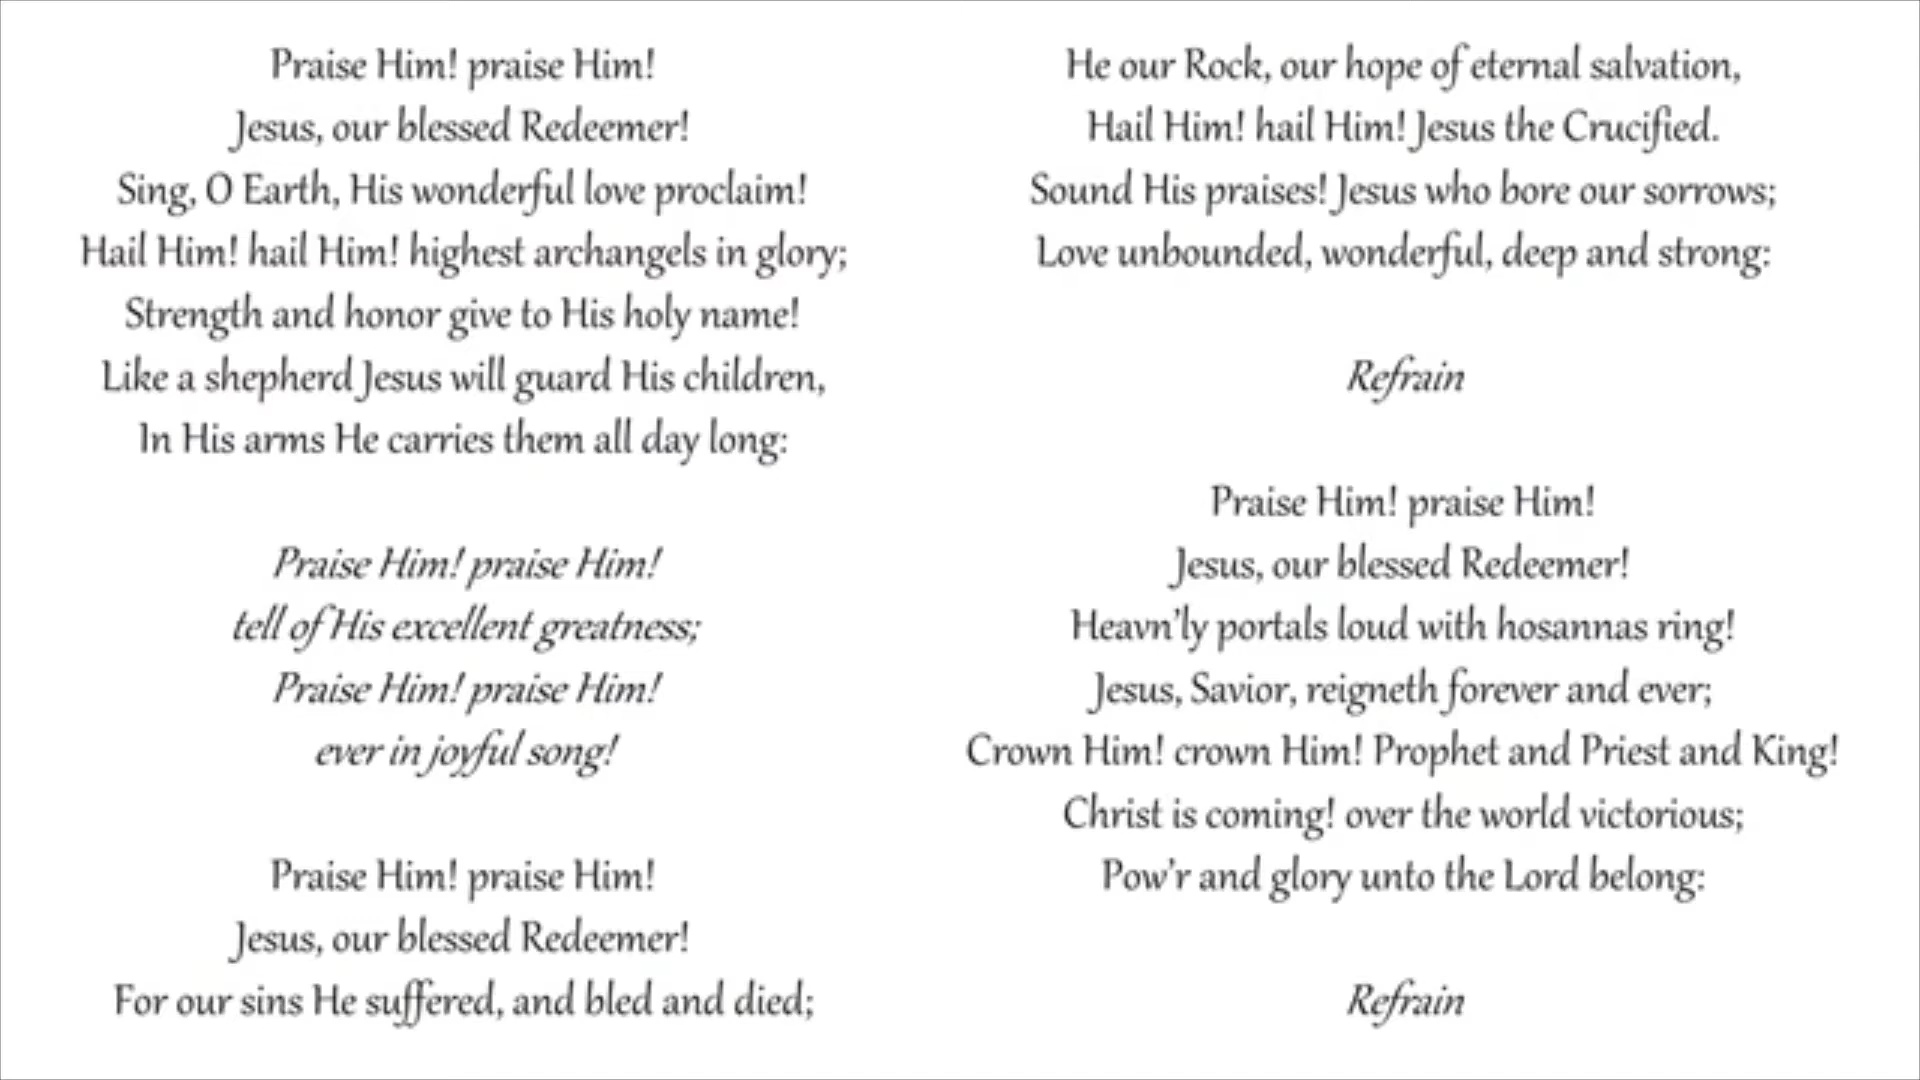 Praise Him! praise Him!
Jesus, our blessed Redeemer!
Sing, O Earth, His wonderful love proclaim!
Hail Him! hail Him! highest archangels in glory;
Strength and honor give to His holy name!
Like a shepherd Jesus will guard His children,
In His arms He carries them all day long:
Praise Him! praise Him!
tell of His excellent greatness;
Praise Him! praise Him!
ever in joyful song!
Praise Him! praise Him!
Jesus, our blessed Redeemer!
For our sins He suffered, and bled and died;
He our Rock, our hope of eternal salvation,
Hail Him! hail Him! Jesus the Crucified.
Sound His praises! Jesus who bore our sorrows;
Love unbounded, wonderful, deep and strong:
Refrain
Praise Him! praise Him!
Jesus, our blessed Redeemer!
Heavn’ly portals loud with hosannas ring!
Jesus, Savior, reigneth forever and ever;
Crown Him! crown Him! Prophet and Priest and King!
Christ is coming! over the world victorious;
Pow’r and glory unto the Lord belong:
Refrain